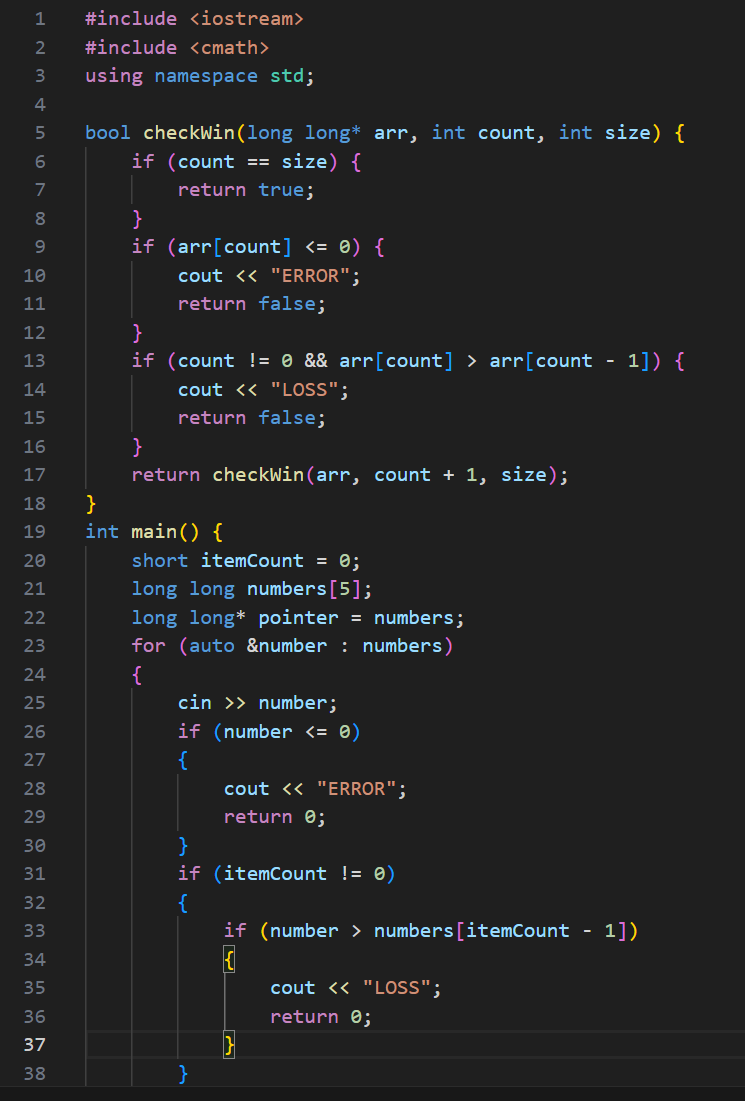 1 #include <iostream>
2 #include <cmath>
3 using namespace std;
4
5 bool checkWin(long long* arr, int count, int size) {
6     if (count == size) {
7         return true;
8     }
9     if (arr[count] <= 0) {
10         cout << "ERROR";
11         return false;
12     }
13     if (count != 0 && arr[count] > arr[count - 1]) {
14         cout << "LOSS";
15         return false;
16     }
17     return checkWin(arr, count + 1, size);
18 }
19 int main() {
20     short itemCount = 0;
21     long long numbers[5];
22     long long* pointer = numbers;
23     for (auto &number : numbers)
24     {
25         cin >> number;
26         if (number <= 0)
27         {
28             cout << "ERROR";
29             return 0;
30         }
31         if (itemCount != 0)
32         {
33             if (number > numbers[itemCount - 1])
34             {
35                 cout << "LOSS";
36                 return 0;
37             }
38         }